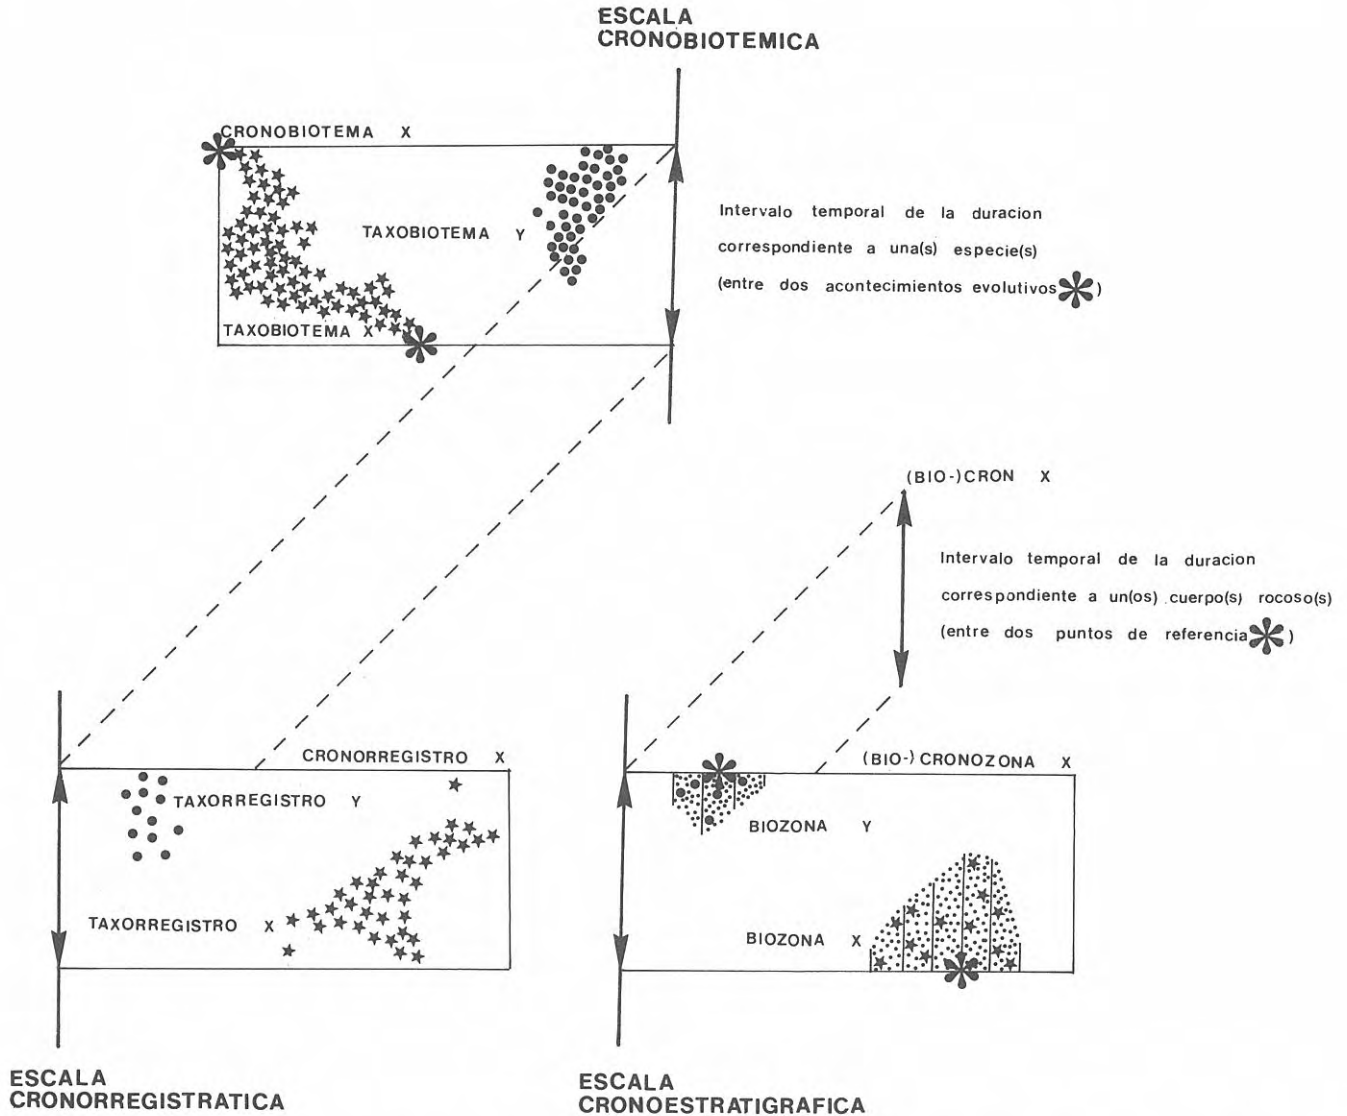 ESCALA
CRONOBIOTEMICA
CRONOBIOTEMA X
TAXOBIOTEMA Y
TAXOBIOTEMA X
Intervalo temporal de la duracion
correspondiente a una(s) especie(s)
(entre dos acontecimientos evolutivos )
(BIO-)CRON X
Intervalo temporal de la duracion
correspondiente a un(os) cuerpo(s) rocoso(s)
(entre dos puntos de referencia )
CRONORREGISTRO X
TAXORREGISTRO Y
TAXORREGISTRO X
(BIO-) CRONOZONA X
BIOZONA Y
BIOZONA X
ESCALA
CRONORREGISTRATICA
ESCALA
CRONOESTRATIGRAFICA